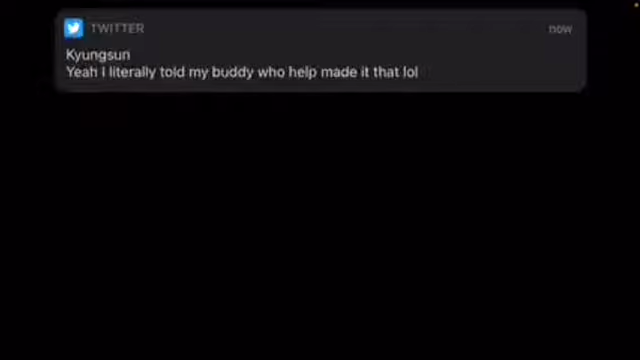 TWITTER
now
Kyungsun
Yeah I literally told my buddy who help made it that lol